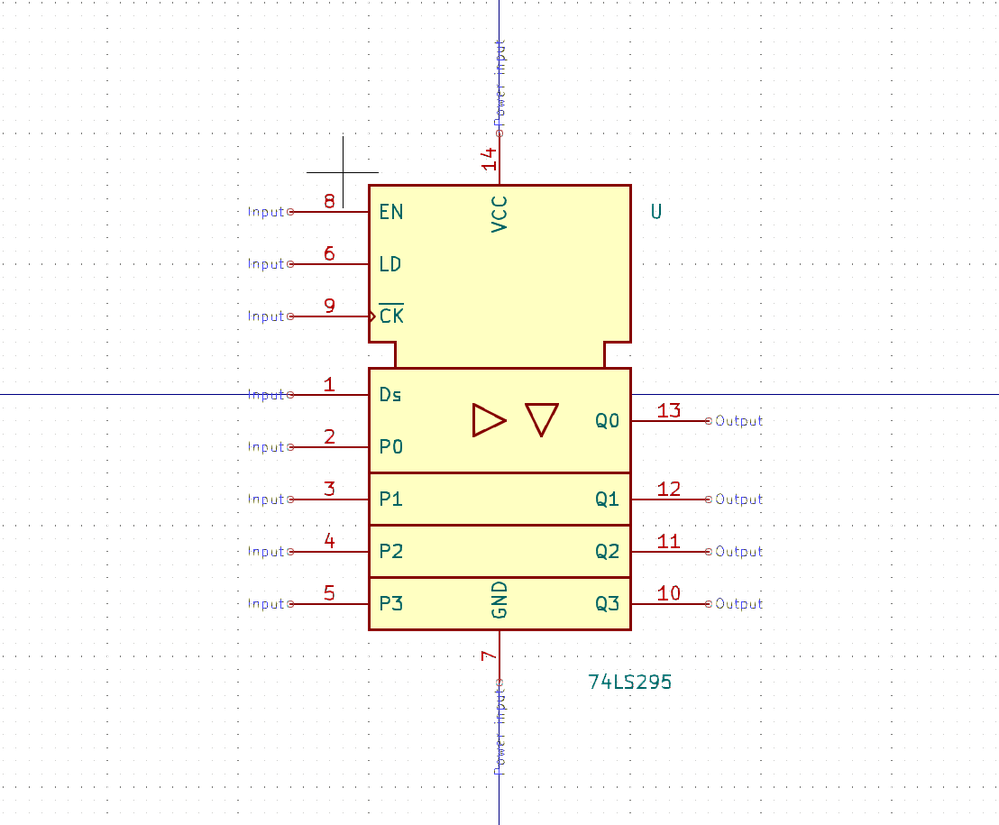 Power input
14
VCC
U
Input 8 EN
Input 6 LD
Input 9 CK
Input 1 Ds
Q0 13 Output
Input 2 P0
Input 3 P1 Q1 12 Output
Input 4 P2 Q2 11 Output
Input 5 P3 GND Q3 10 Output
7
74LS295
Power input